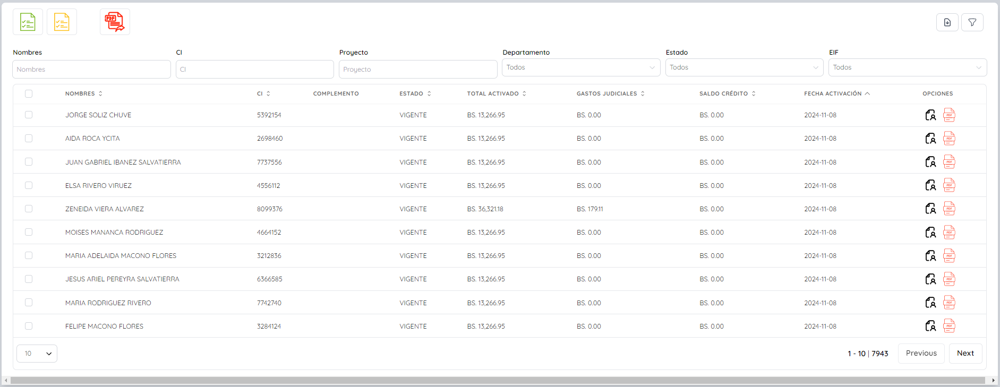 PDF
Nombres CI Proyecto Departamento Estado EIF
Nombres CI Proyecto Todos Todos Todos
NOMBRES CI COMPLEMENTO ESTADO TOTAL ACTIVADO GASTOS JUDICIALES SALDO CRÉDITO FECHA ACTIVACIÓN OPCIONES
JORGE SOLIZ CHUVE 5392154 VIGENTE BS. 13,266.95 BS. 0.00 BS. 0.00 2024-11-08 PDF
AIDA ROCA YCITA 2698460 VIGENTE BS. 13,266.95 BS. 0.00 BS. 0.00 2024-11-08 PDF
JUAN GABRIEL IBANEZ SALVATIERRA 7737556 VIGENTE BS. 13,266.95 BS. 0.00 BS. 0.00 2024-11-08 PDF
ELSA RIVERO VIRUEZ 4556112 VIGENTE BS. 13,266.95 BS. 0.00 BS. 0.00 2024-11-08 PDF
ZENEIDA VIERA ALVAREZ 8099376 VIGENTE BS. 36,321.18 BS. 179.11 BS. 0.00 2024-11-08 PDF
MOISES MANANCA RODRIGUEZ 4664152 VIGENTE BS. 13,266.95 BS. 0.00 BS. 0.00 2024-11-08 PDF
MARIA ADELAIDA MACONO FLORES 3212836 VIGENTE BS. 13,266.95 BS. 0.00 BS. 0.00 2024-11-08 PDF
JESUS ARIEL PEREYRA SALVATIERRA 6366585 VIGENTE BS. 13,266.95 BS. 0.00 BS. 0.00 2024-11-08 PDF
MARIA RODRIGUEZ RIVERO 7742740 VIGENTE BS. 13,266.95 BS. 0.00 BS. 0.00 2024-11-08 PDF
FELIPE MACONO FLORES 3284124 VIGENTE BS. 13,266.95 BS. 0.00 BS. 0.00 2024-11-08 PDF
10 1 - 10 | 7943 Previous Next